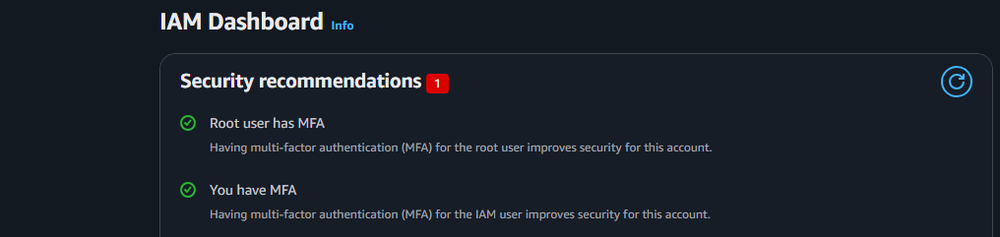 IAM Dashboard Info
Security recommendations 1
Root user has MFA
Having multi-factor authentication (MFA) for the root user improves security for this account.
You have MFA
Having multi-factor authentication (MFA) for the IAM user improves security for this account.